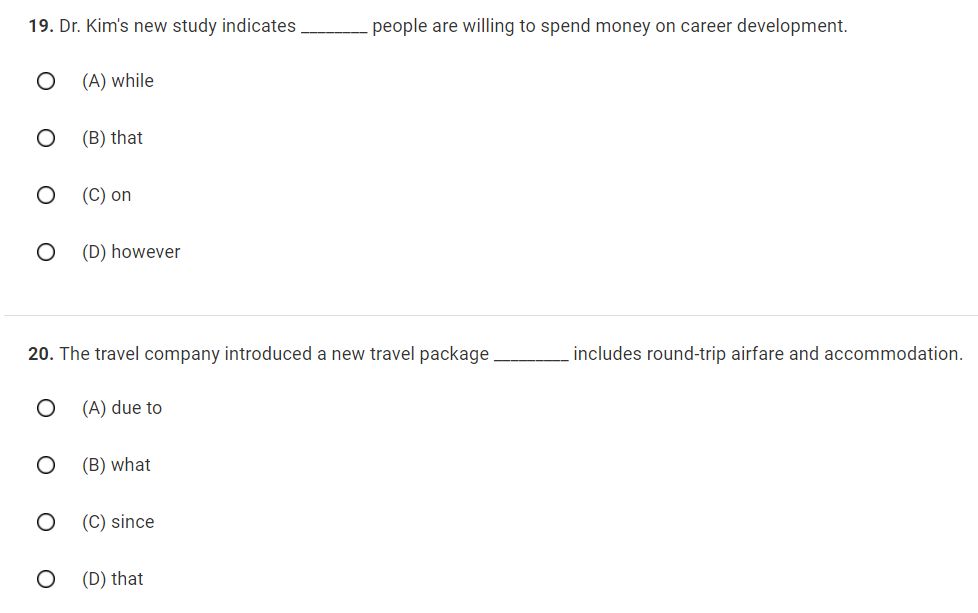 19. Dr. Kim's new study indicates ________ people are willing to spend money on career development.
(A) while
(B) that
(C) on
(D) however
20. The travel company introduced a new travel package _________ includes round-trip airfare and accommodation.
(A) due to
(B) what
(C) since
(D) that